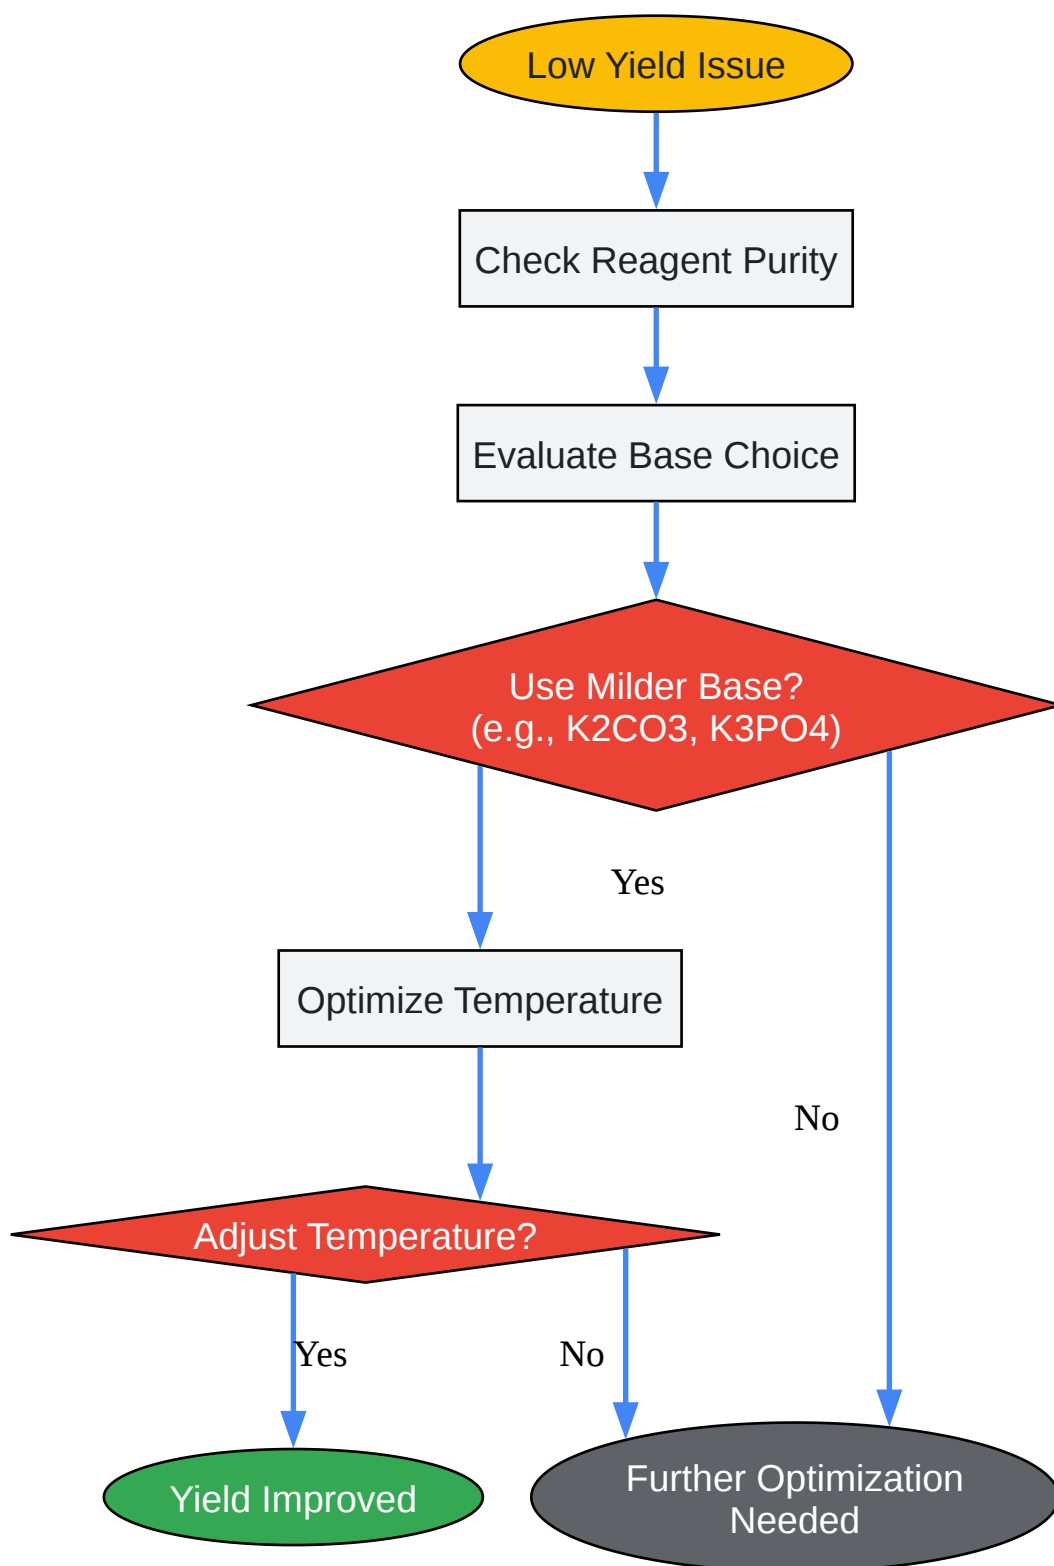 Low Yield Issue
Check Reagent Purity
Evaluate Base Choice
Use Milder Base?
(e.g., K2CO3, K3PO4)
Yes
Optimize Temperature
No
Adjust Temperature?
Yes
No
Yield Improved
Further Optimization
Needed